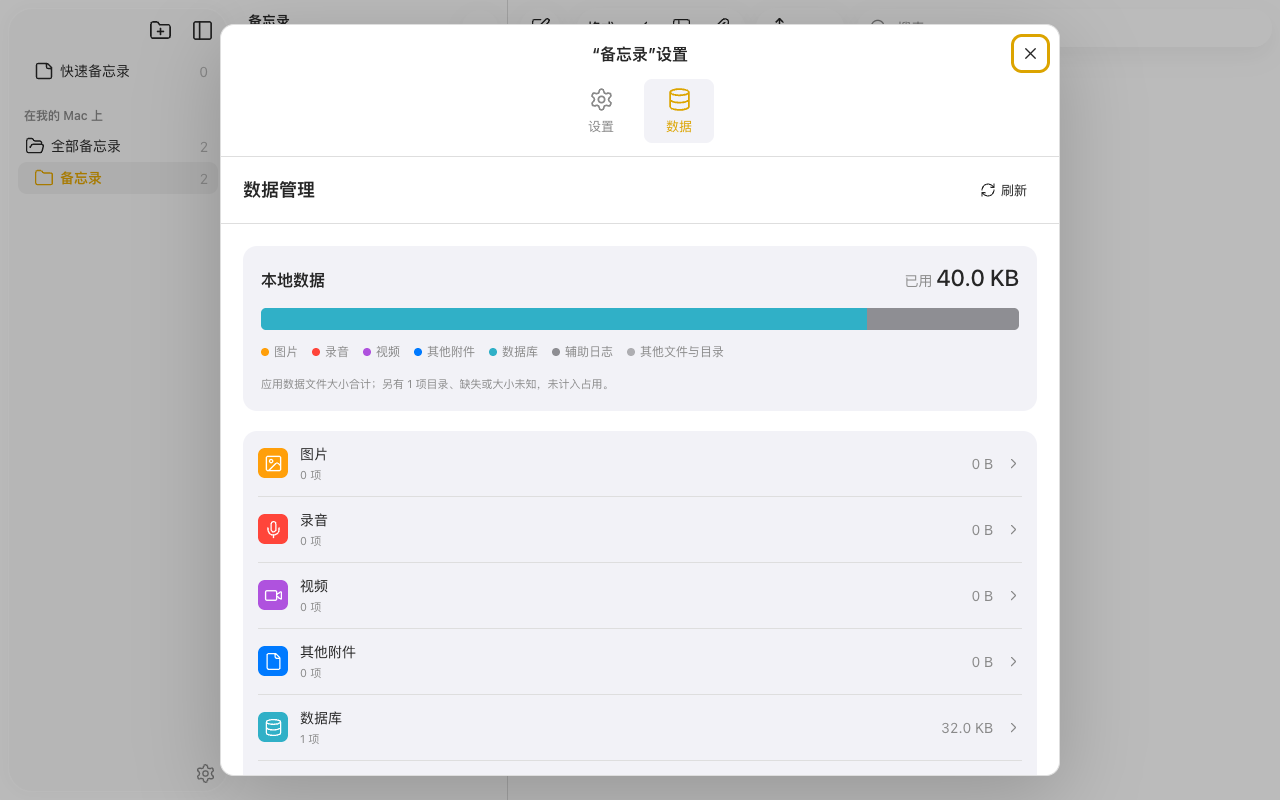 备忘录
快速备忘录 0
在我的 Mac 上
全部备忘录 2
备忘录 2
“备忘录”设置
设置
数据
数据管理
刷新
本地数据
已用 40.0 KB
图片 录音 视频 其他附件 数据库 辅助日志 其他文件与目录
应用数据文件大小合计；另有 1 项目录、缺失或大小未知，未计入占用。
图片
0 项
0 B
录音
0 项
0 B
视频
0 项
0 B
其他附件
0 项
0 B
数据库
1 项
32.0 KB